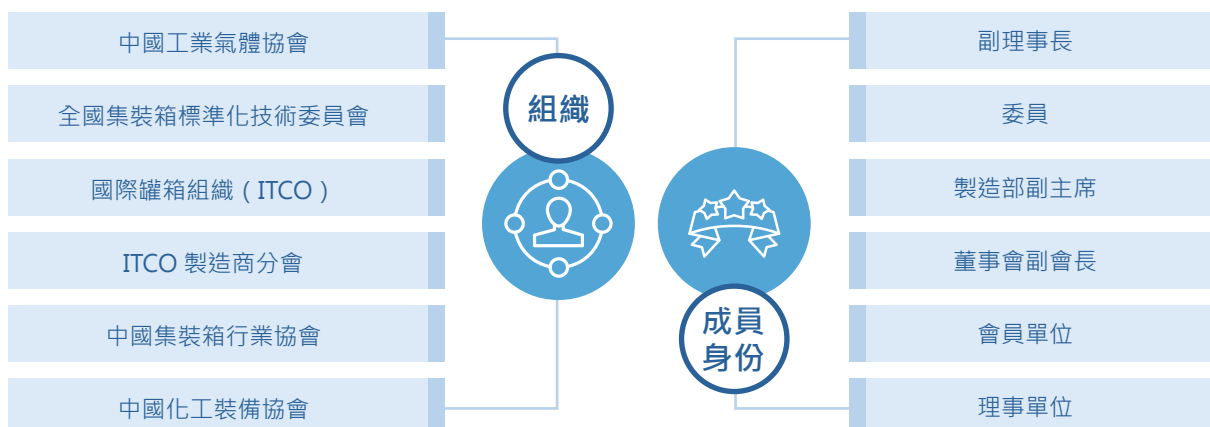 中國工業氣體協會
全國集裝箱標準化技術委員會
國際罐箱組織 ( ITCO )
ITCO 製造商分會
中國集裝箱行業協會
中國化工裝備協會
組織
成員
身份
副理事長
委員
製造部副主席
董事會副會長
會員單位
理事單位